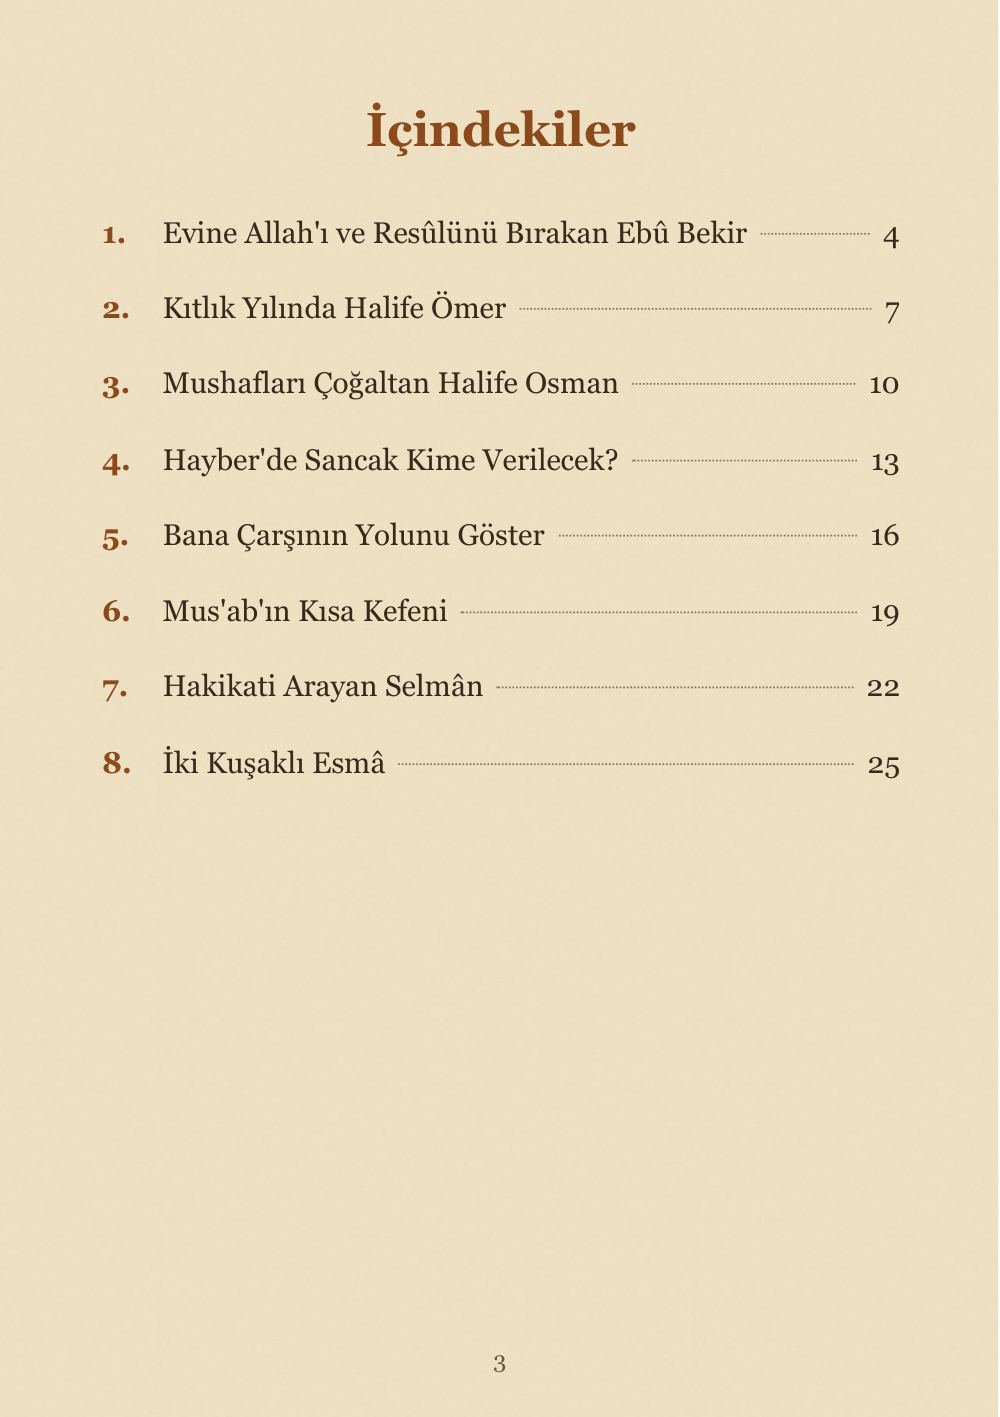 İçindekiler
1. Evine Allah'ı ve Resûlünü Bırakan Ebû Bekir 4
2. Kıtlık Yılında Halife Ömer 7
3. Mushafları Çoğaltan Halife Osman 10
4. Hayber'de Sancak Kime Verilecek? 13
5. Bana Çarşının Yolunu Göster 16
6. Mus'ab'ın Kısa Kefeni 19
7. Hakikati Arayan Selmân 22
8. İki Kuşaklı Esmâ 25
3